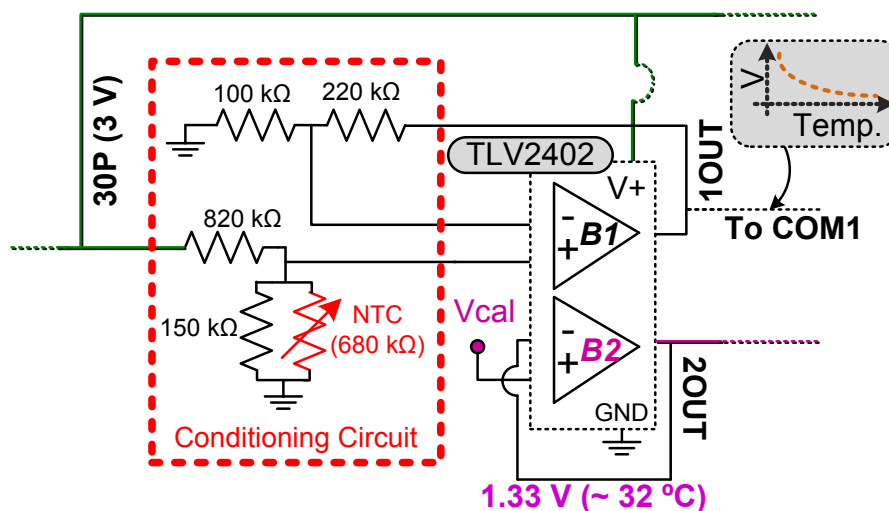 30P (3 V)
100 kΩ
220 kΩ
820 kΩ
150 kΩ
NTC
(680 kΩ)
Conditioning Circuit
TLV2402
V+
-
+
B1
1OUT
To COM1
V
Temp.
Vcal
-
+
B2
GND
2OUT
1.33 V (~ 32 ºC)